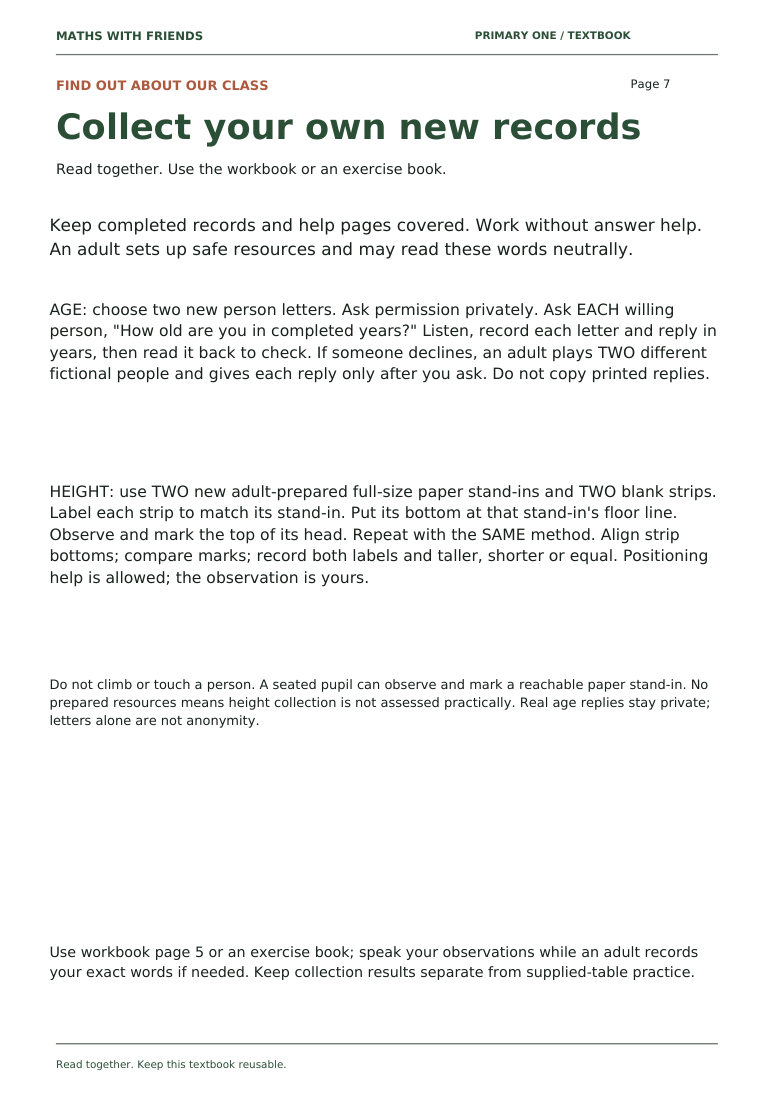 MATHS WITH FRIENDS
PRIMARY ONE / TEXTBOOK
FIND OUT ABOUT OUR CLASS
Page 7
Collect your own new records
Read together. Use the workbook or an exercise book.
Keep completed records and help pages covered. Work without answer help.
An adult sets up safe resources and may read these words neutrally.
AGE: choose two new person letters. Ask permission privately. Ask EACH willing
person, "How old are you in completed years?" Listen, record each letter and reply in
years, then read it back to check. If someone declines, an adult plays TWO different
fictional people and gives each reply only after you ask. Do not copy printed replies.
HEIGHT: use TWO new adult-prepared full-size paper stand-ins and TWO blank strips.
Label each strip to match its stand-in. Put its bottom at that stand-in's floor line.
Observe and mark the top of its head. Repeat with the SAME method. Align strip
bottoms; compare marks; record both labels and taller, shorter or equal. Positioning
help is allowed; the observation is yours.
Do not climb or touch a person. A seated pupil can observe and mark a reachable paper stand-in. No
prepared resources means height collection is not assessed practically. Real age replies stay private;
letters alone are not anonymity.
Use workbook page 5 or an exercise book; speak your observations while an adult records
your exact words if needed. Keep collection results separate from supplied-table practice.
Read together. Keep this textbook reusable.